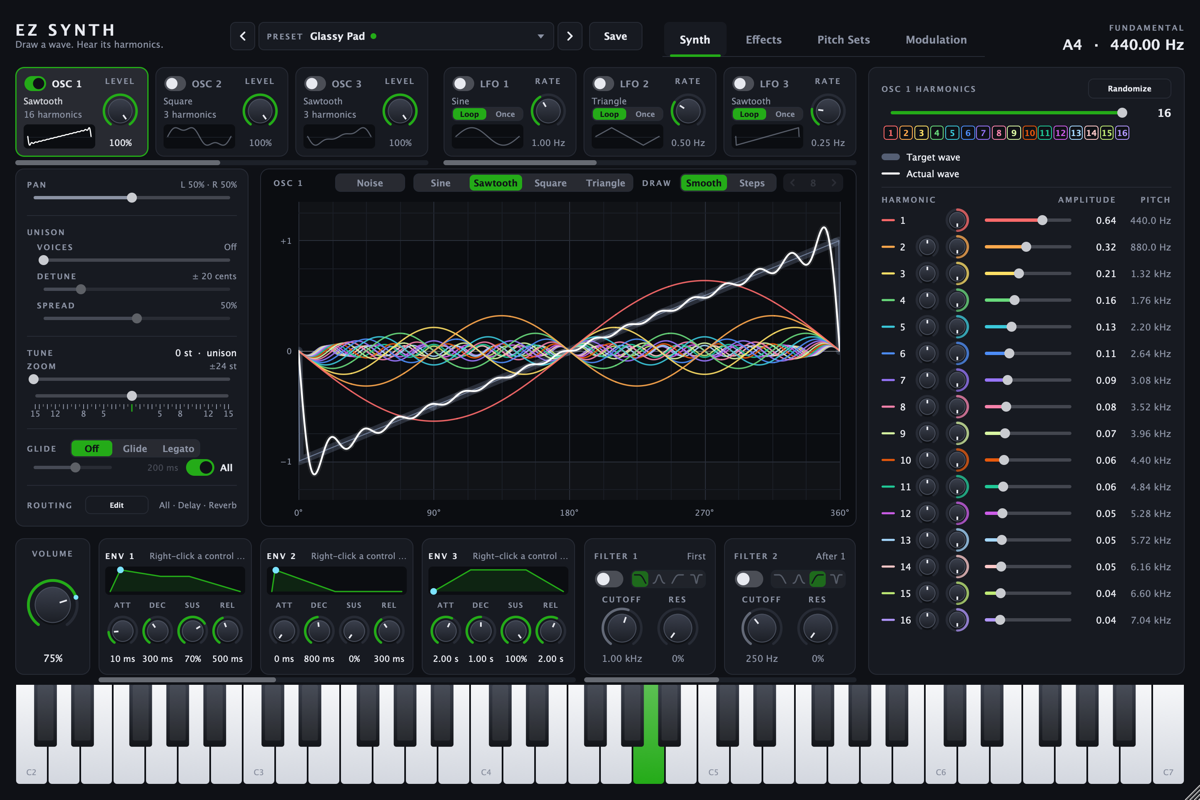 EZ SYNTH
Draw a wave. Hear its harmonics.
PRESET Glassy Pad
Save
Synth Effects Pitch Sets Modulation
FUNDAMENTAL
A4 · 440.00 Hz
OSC 1 LEVEL
Sawtooth
16 harmonics
100%
OSC 2 LEVEL
Square
3 harmonics
100%
OSC 3 LEVEL
Sawtooth
3 harmonics
100%
LFO 1 RATE
Sine
Loop Once
1.00 Hz
LFO 2 RATE
Triangle
Loop Once
0.50 Hz
LFO 3 RATE
Sawtooth
Loop Once
0.25 Hz
OSC 1 HARMONICS Randomize
16
1 2 3 4 5 6 7 8 9 10 11 12 13 14 15 16
Target wave
Actual wave
HARMONIC AMPLITUDE PITCH
1 0.64 440.0 Hz
2 0.32 880.0 Hz
3 0.21 1.32 kHz
4 0.16 1.76 kHz
5 0.13 2.20 kHz
6 0.11 2.64 kHz
7 0.09 3.08 kHz
8 0.08 3.52 kHz
9 0.07 3.96 kHz
10 0.06 4.40 kHz
11 0.06 4.84 kHz
12 0.05 5.28 kHz
13 0.05 5.72 kHz
14 0.05 6.16 kHz
15 0.04 6.60 kHz
16 0.04 7.04 kHz
PAN L 50% · R 50%
UNISON
VOICES Off
DETUNE ± 20 cents
SPREAD 50%
TUNE 0 st · unison
ZOOM ±24 st
15 12 8 5 5 8 12 15
GLIDE Off Glide Legato
200 ms All
ROUTING Edit All · Delay · Reverb
OSC 1 Noise Sine Sawtooth Square Triangle DRAW Smooth Steps 8
+1
0
−1
0° 90° 180° 270° 360°
VOLUME
75%
ENV 1 Right-click a control ...
ATT DEC SUS REL
10 ms 300 ms 70% 500 ms
ENV 2 Right-click a control ...
ATT DEC SUS REL
0 ms 800 ms 0% 300 ms
ENV 3 Right-click a control ...
ATT DEC SUS REL
2.00 s 1.00 s 100% 2.00 s
FILTER 1 First
CUTOFF RES
1.00 kHz 0%
FILTER 2 After 1
CUTOFF RES
250 Hz 0%
C2 C3 C4 C5 C6 C7